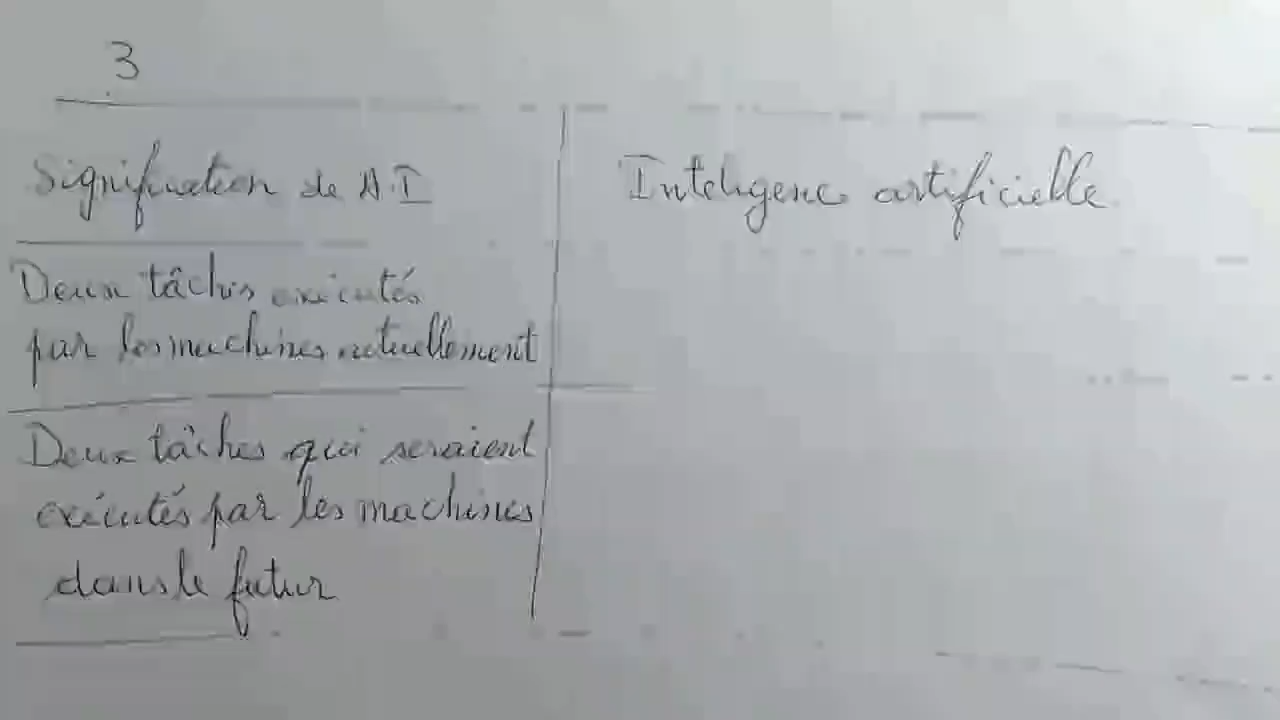 3
Signification de A.I
Inteligence artificielle
Deux tâches exécutés
par les machines actuellement
Deux tâches qui seraient
exécutés par les machines
dans le futur